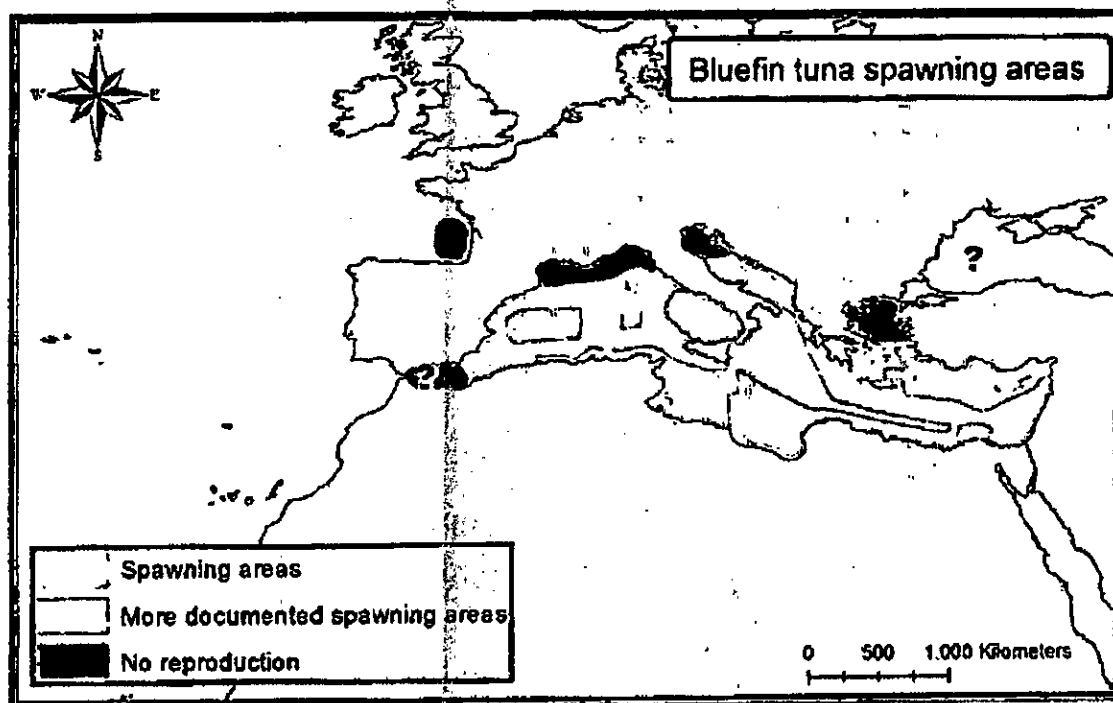 Bluefin tuna spawning areas
N
W E
S
?
?
Spawning areas
More documented spawning areas
No reproduction
0 500 1.000 Kilometers